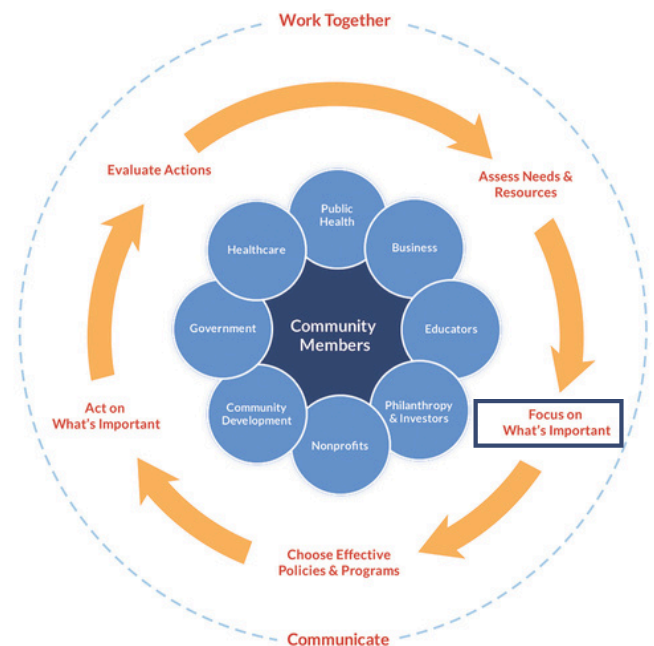 Work Together
Evaluate Actions
Assess Needs &
Resources
Public
Health
Healthcare
Business
Government
Community
Members
Educators
Community
Development
Philanthropy
& Investors
Nonprofits
Act on
What's Important
Focus on
What's Important
Choose Effective
Policies & Programs
Communicate